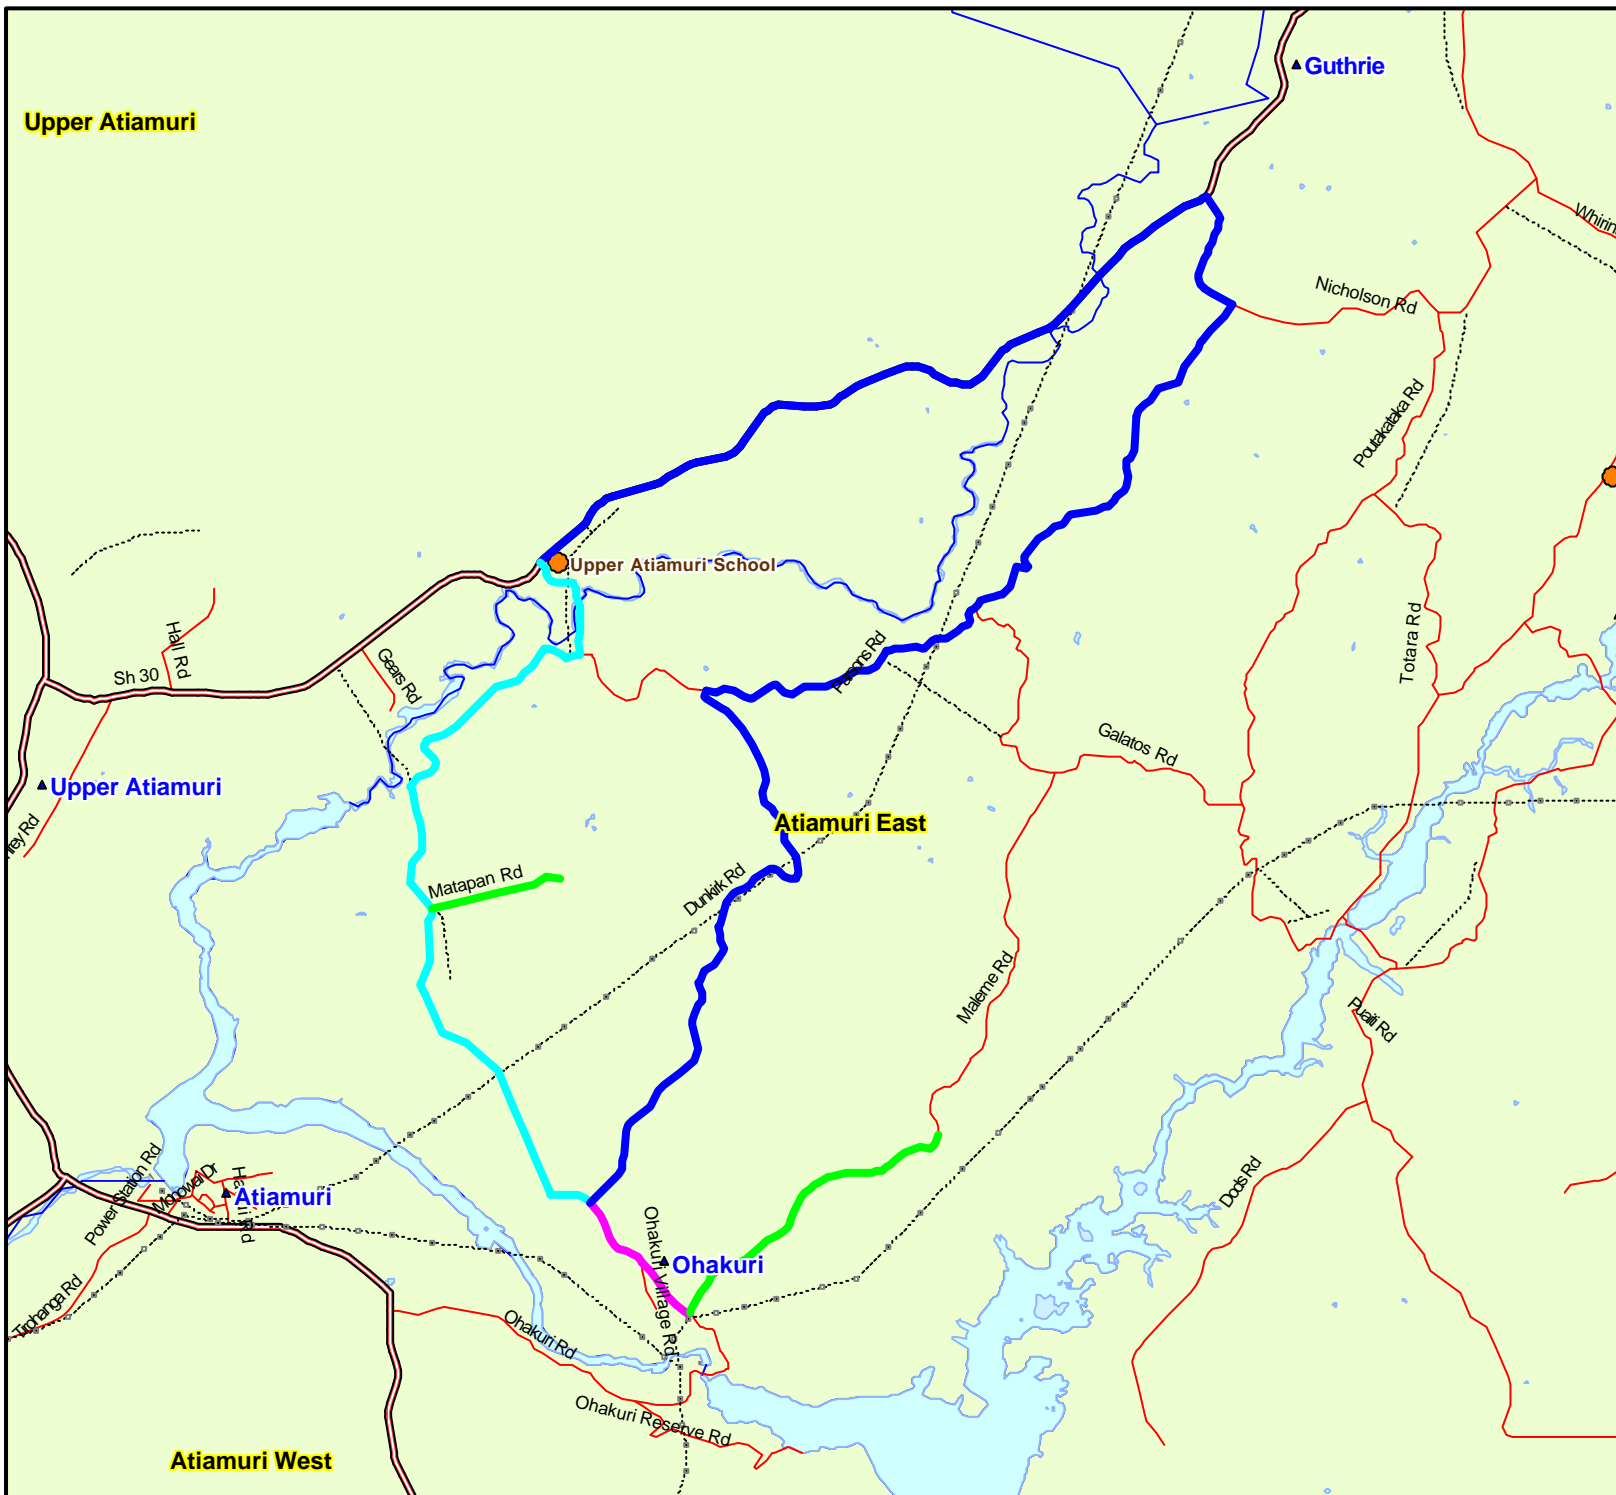 Guthrie
Upper Atiamuri
Nicholson Rd
Poutakataka Rd
Upper Atiamuri School
Hall Rd
Gears Rd
Parsons Rd
Totara Rd
Sh 30
Galatos Rd
Upper Atiamuri
Atiamuri East
Matapan Rd
Dunkirk Rd
Maleme Rd
Puaiti Rd
Power Station Rd
Monowai Dr
Atiamuri
Dods Rd
Ohakuri
Ohakuri Village Rd
Tirohanga Rd
Ohakuri Rd
Ohakuri Reserve Rd
Atiamuri West